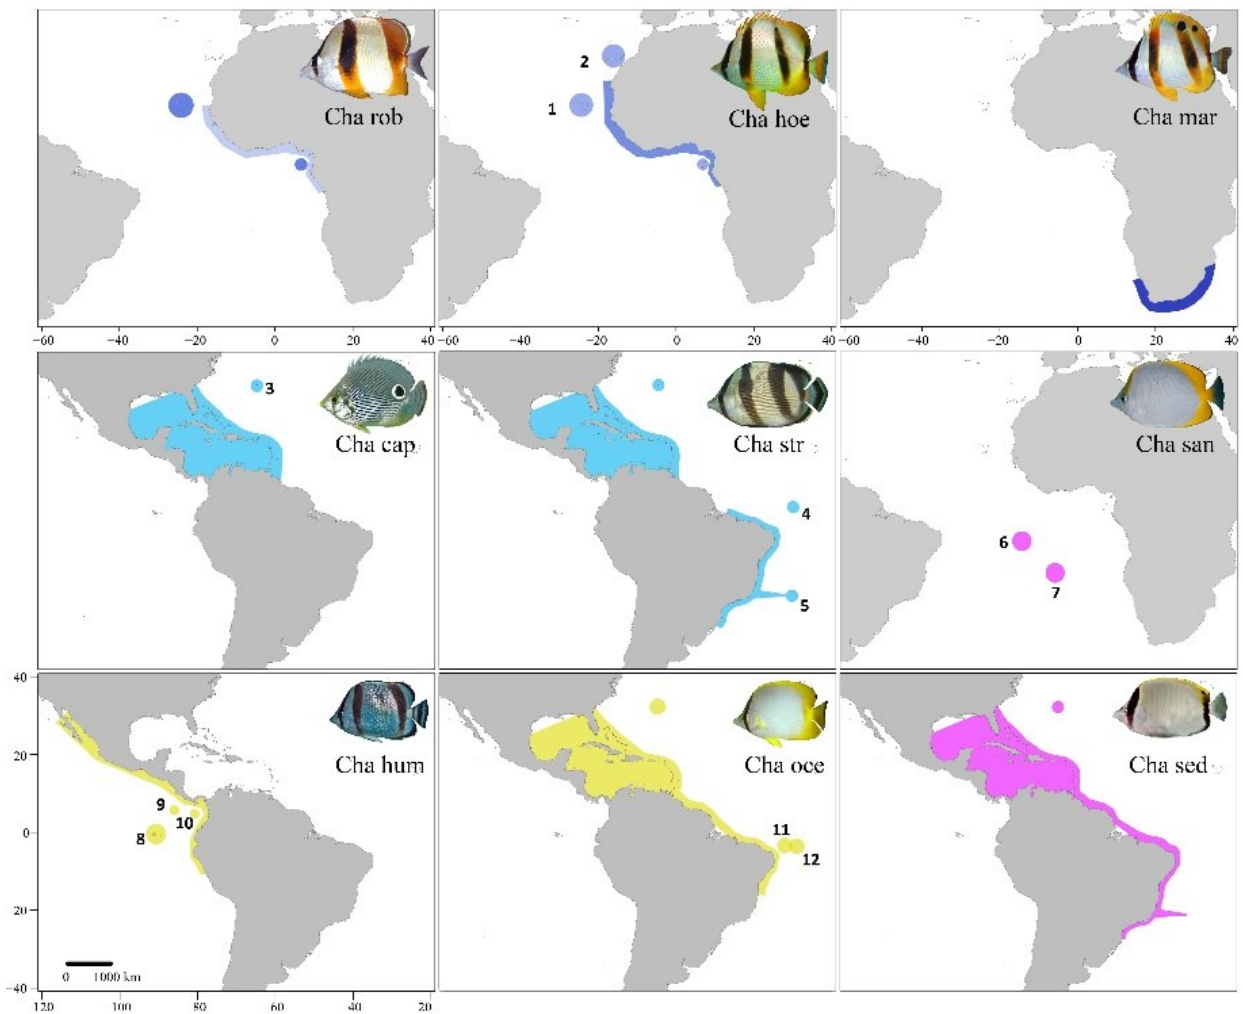 Cha rob
2
1
Cha hoe
Cha mar
−60 −40 −20 0 20 40
−60 −40 −20 0 20 40
−60 −40 −20 0 20 40
3
Cha cap
Cha str
4
5
Cha san
6
7
40
20
0
20
−40
Cha hum
9
10
8
0 1000 km
120 100 80 60 40 20
Cha oce
11
12
Cha sed